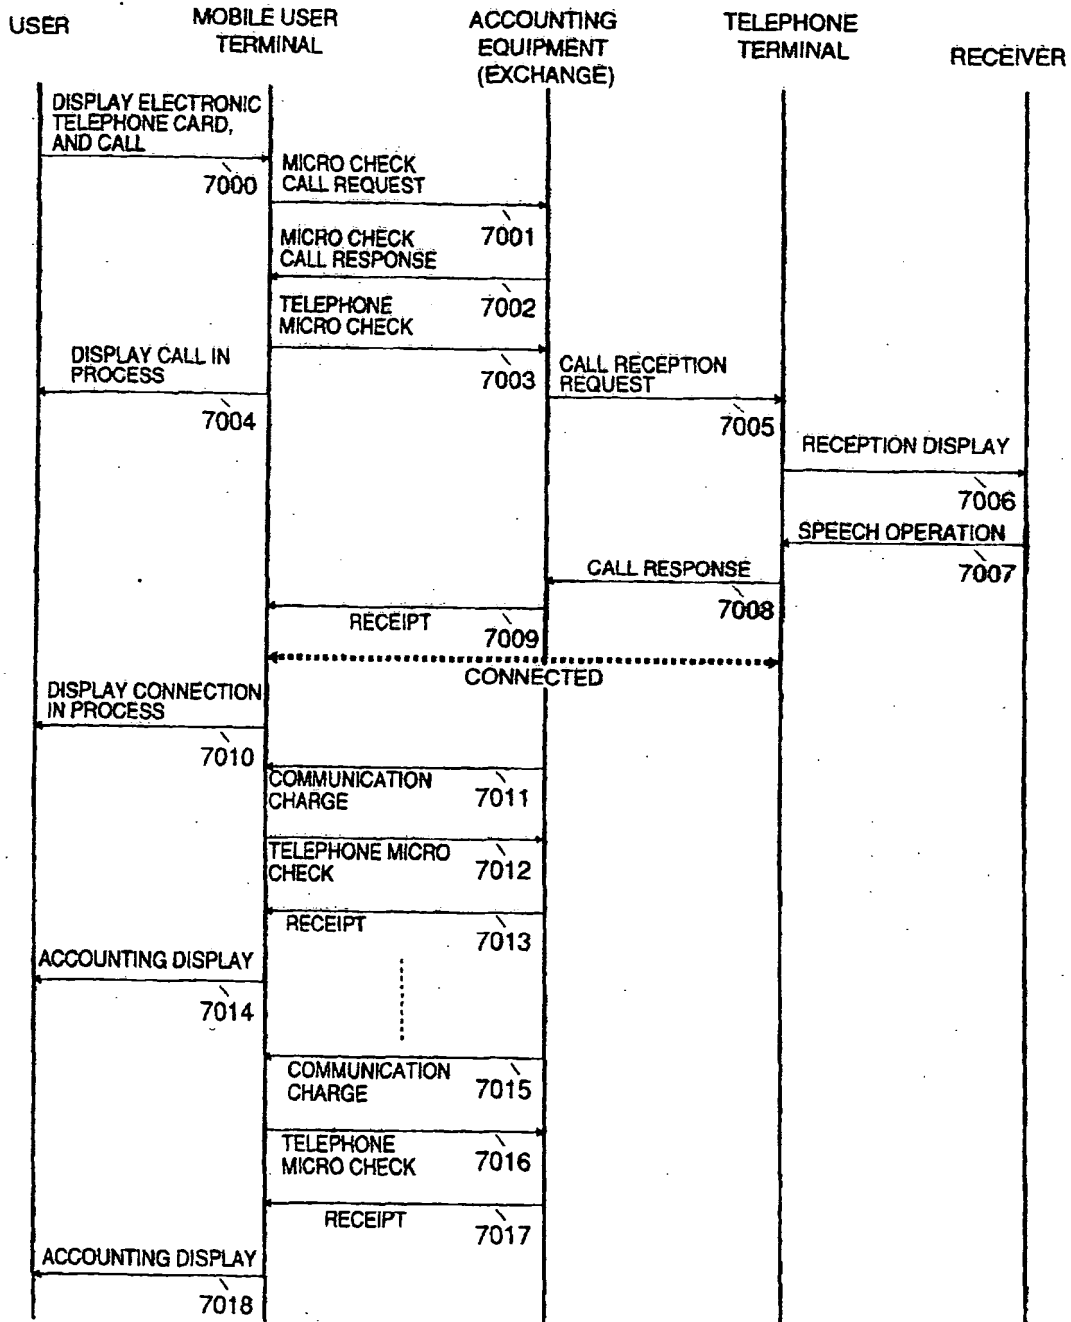 USER
MOBILE USER
TERMINAL
ACCOUNTING
EQUIPMENT
(EXCHANGE)
TELEPHONE
TERMINAL
RECEIVER
DISPLAY ELECTRONIC
TELEPHONE CARD,
AND CALL
7000
MICRO CHECK
CALL REQUEST
7001
MICRO CHECK
CALL RESPONSE
7002
TELEPHONE
MICRO CHECK
7003
DISPLAY CALL IN
PROCESS
7004
CALL RECEPTION
REQUEST
7005
RECEPTION DISPLAY
7006
SPEECH OPERATION
7007
CALL RESPONSE
7008
RECEIPT
7009
CONNECTED
DISPLAY CONNECTION
IN PROCESS
7010
COMMUNICATION
CHARGE
7011
TELEPHONE MICRO
CHECK
7012
RECEIPT
7013
ACCOUNTING DISPLAY
7014
COMMUNICATION
CHARGE
7015
TELEPHONE
MICRO CHECK
7016
RECEIPT
7017
ACCOUNTING DISPLAY
7018